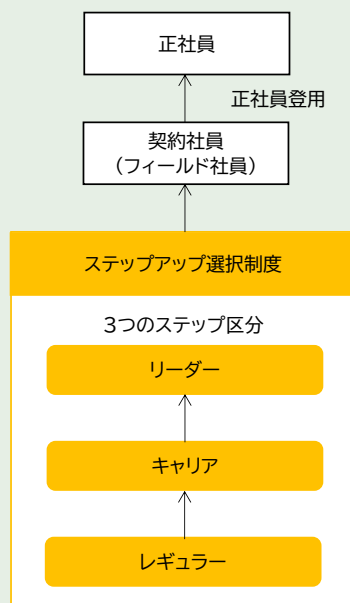 正社員
正社員登用
契約社員
(フィールド社員)
ステップアップ選択制度
3つのステップ区分
リーダー
キャリア
レギュラー